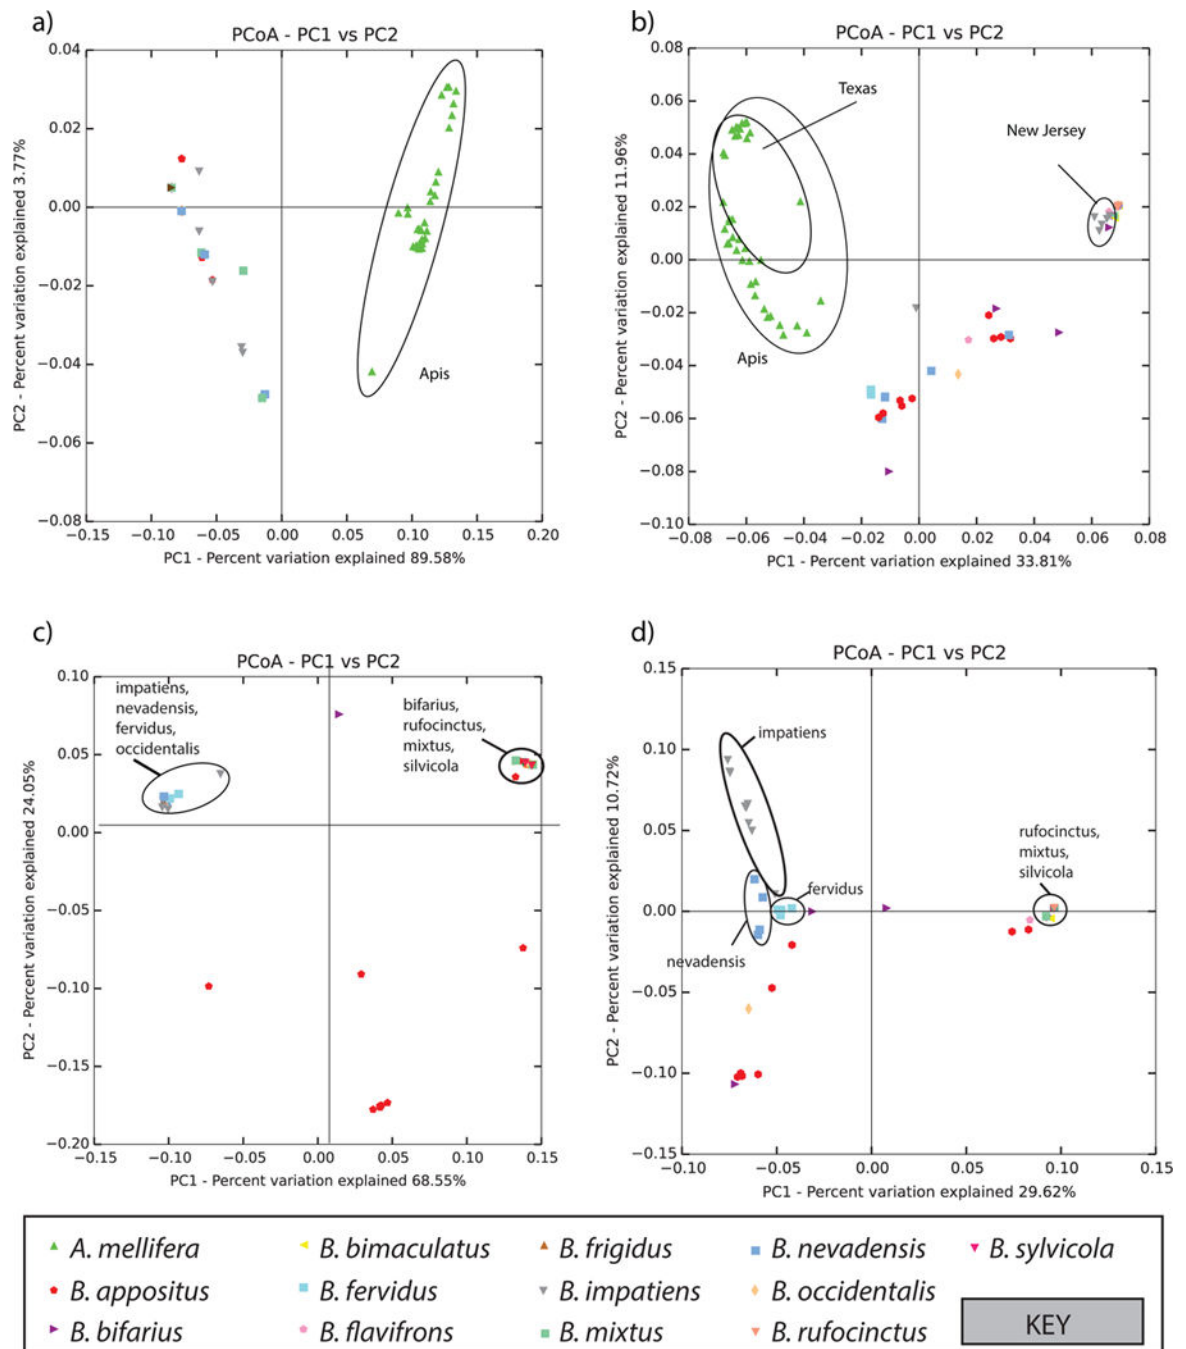 a)
PCoA - PC1 vs PC2
0.04
0.02
0.00
−0.02
−0.04
−0.06
−0.08
PC2 - Percent variation explained 3.77%
Apis
−0.15
−0.10
−0.05
0.00
0.05
0.10
0.15
0.20
PC1 - Percent variation explained 89.58%
b)
PCoA - PC1 vs PC2
0.08
0.06
0.04
0.02
0.00
−0.02
−0.04
−0.06
−0.08
−0.10
PC2 - Percent variation explained 11.96%
Texas
New Jersey
Apis
−0.08
−0.06
−0.04
−0.02
0.00
0.02
0.04
0.06
0.08
PC1 - Percent variation explained 33.81%
c)
PCoA - PC1 vs PC2
0.10
0.05
0.00
−0.05
−0.10
−0.15
−0.20
PC2 - Percent variation explained 24.05%
impatiens,
nevadensis,
fervidus,
occidentalis
bifarius,
rufocinctus,
mixtus,
silvicola
−0.15
−0.10
−0.05
0.00
0.05
0.10
0.15
PC1 - Percent variation explained 68.55%
d)
PCoA - PC1 vs PC2
0.15
0.10
0.05
0.00
−0.05
−0.10
−0.15
PC2 - Percent variation explained 10.72%
impatiens
fervidus
nevadensis
rufocinctus,
mixtus,
silvicola
−0.10
−0.05
0.00
0.05
0.10
0.15
PC1 - Percent variation explained 29.62%
A. mellifera
B. bimaculatus
B. frigidus
B. nevadensis
B. sylvicola
B. appositus
B. fervidus
B. impatiens
B. occidentalis
B. bifarius
B. flavifrons
B. mixtus
B. rufocinctus
KEY